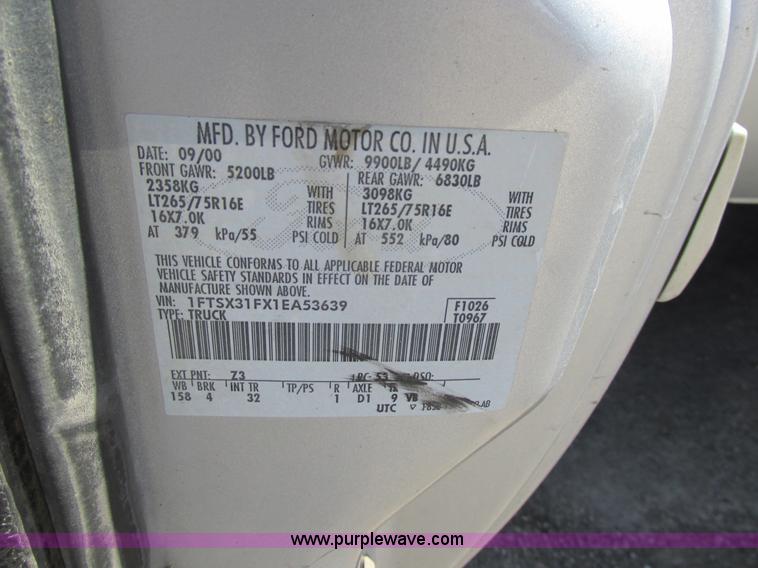 MFD. BY FORD MOTOR CO. IN U.S.A.
DATE: 09/00 GVWR: 9900LB/ 4490KG
FRONT GAWR: 5200LB REAR GAWR: 6830LB
2358KG WITH 3098KG WITH
LT265/75R16E TIRES LT265/75R16E TIRES
16X7.0K RIMS 16X7.0K RIMS
AT 379 kPa/55 PSI COLD AT 552 kPa/80 PSI COLD
THIS VEHICLE CONFORMS TO ALL APPLICABLE FEDERAL MOTOR
VEHICLE SAFETY STANDARDS IN EFFECT ON THE DATE OF
MANUFACTURE SHOWN ABOVE.
VIN: 1FTSX31FX1EA53639 F1026
TYPE: TRUCK T0967
EXT PNT: Z3 RC: 53 DSO:
WB BRK INT TR TP/PS R AXLE
158 4 32 1 D1 9
UTC
www.purplewave.com